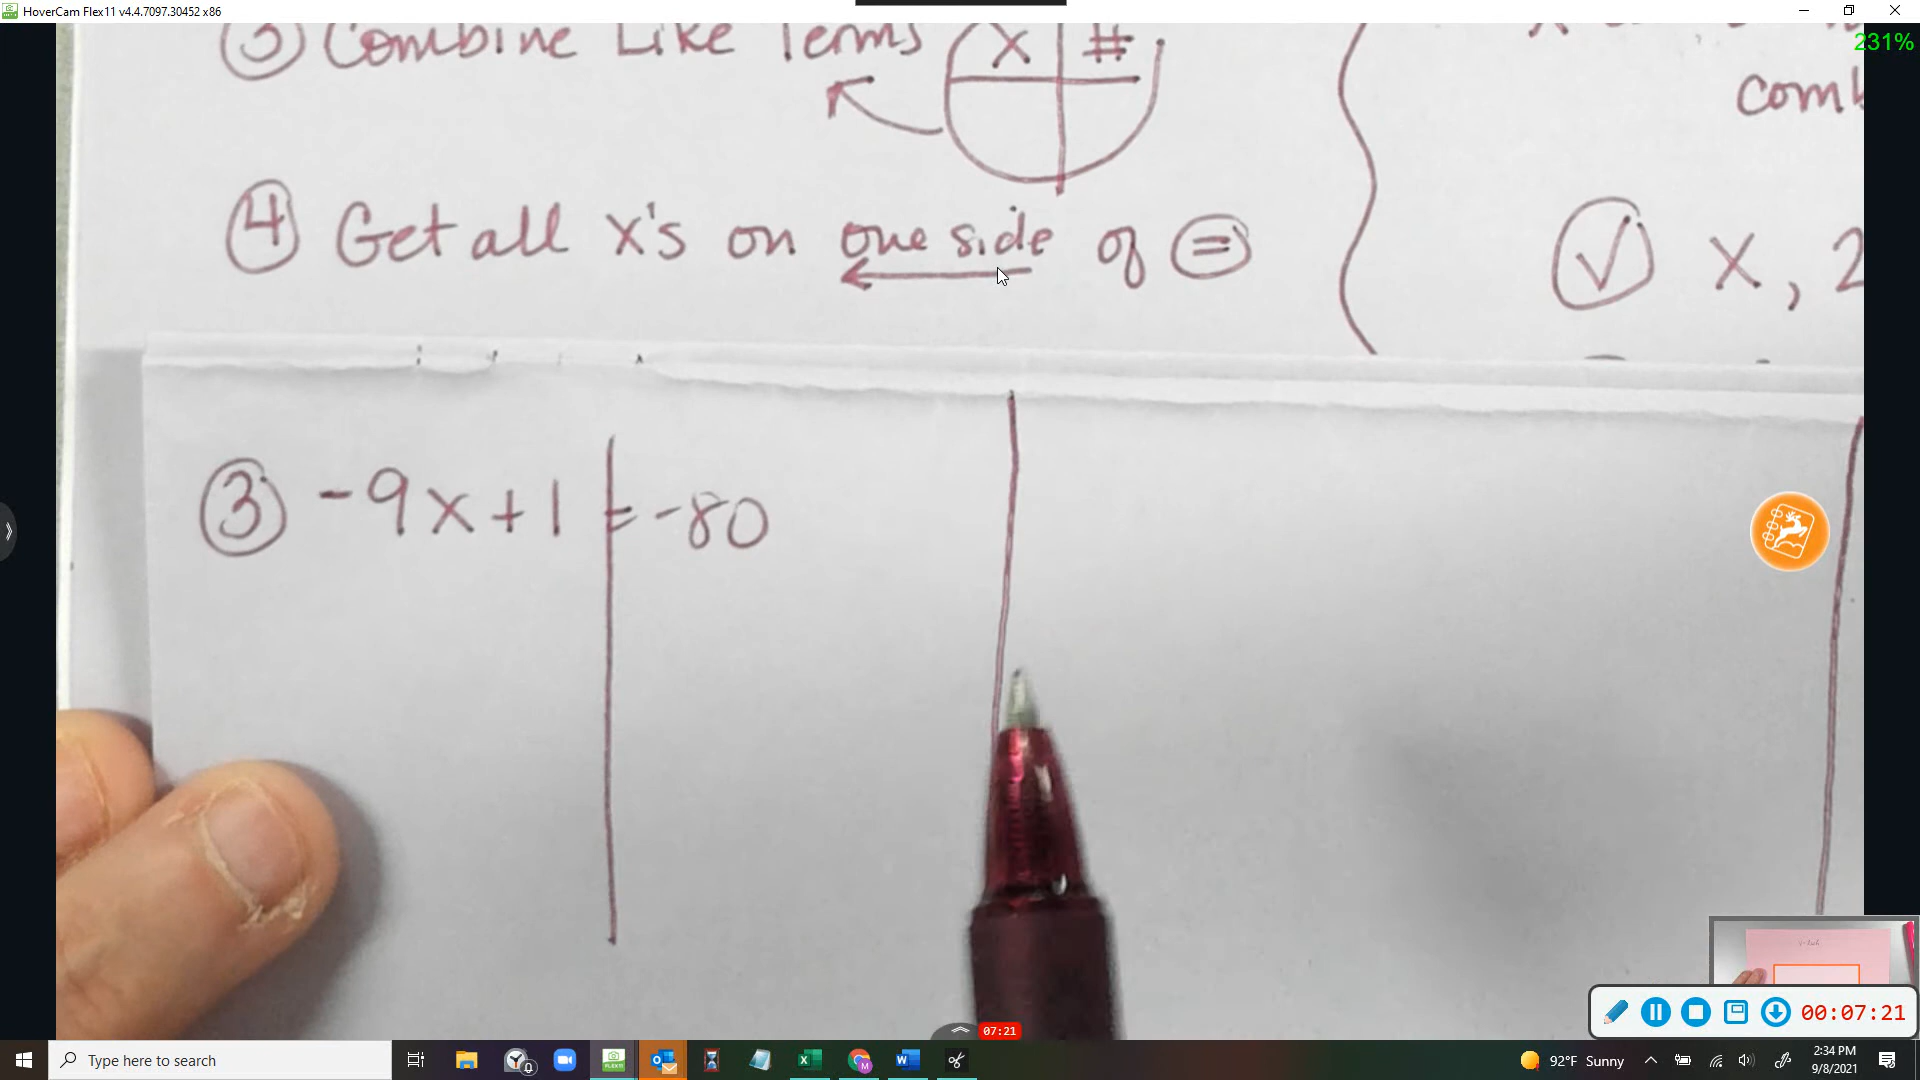 HoverCam Flex11 v4.4.7097.30452 x86
231%
③ Combine Like Terms
X #
④ Get all x's on one side of =
com
✓ X, 2
③ -9x+1 = -80
00:07:21
07:21
Type here to search
92°F Sunny
2:34 PM
9/8/2021